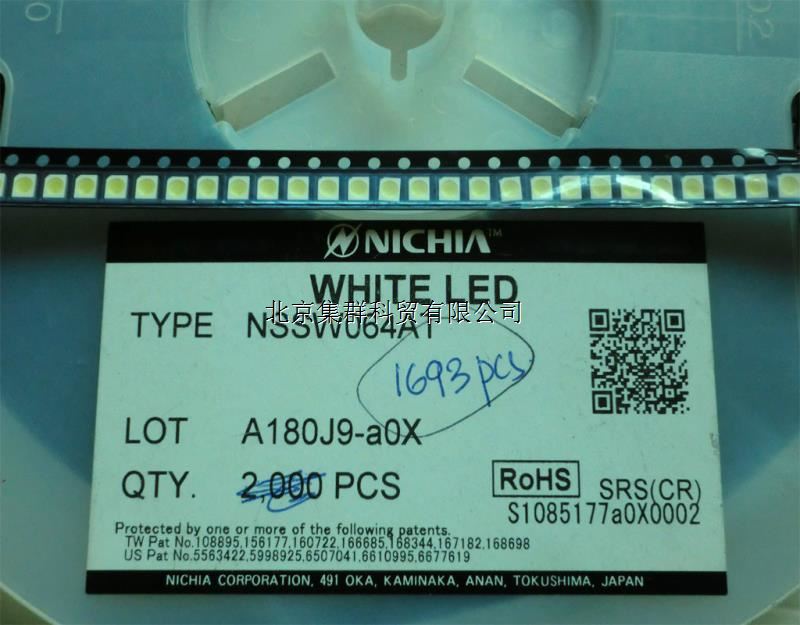 NICHIA™
WHITE LED
北京集群科贸有限公司
TYPE NSSW064AT
1693 pcs
LOT A180J9-a0X
QTY. 2,000 PCS
RoHS
SRS(CR)
S1085177a0X0002
Protected by one or more of the following patents.
TW Pat No.108895,156177,160722,166685,168344,167182,168698
US Pat No.5563422,5998925,6507041,6610995,6677619
NICHIA CORPORATION, 491 OKA, KAMINAKA, ANAN, TOKUSHIMA, JAPAN